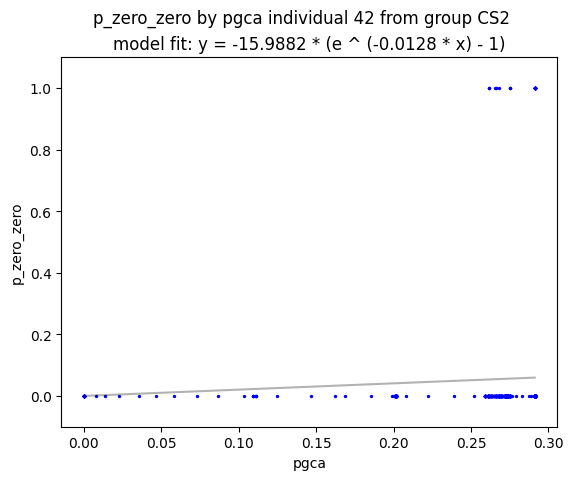 p_zero_zero by pgca individual 42 from group CS2
model fit: y = -15.9882 * (e ^ (-0.0128 * x) - 1)
p_zero_zero
1.0
0.8
0.6
0.4
0.2
0.0
0.00 0.05 0.10 0.15 0.20 0.25 0.30
pgca